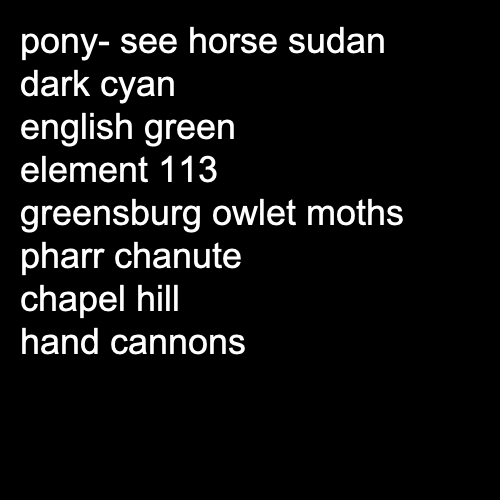 pony- see horse sudan
dark cyan
english green
element 113
greensburg owlet moths
pharr chanute
chapel hill
hand cannons